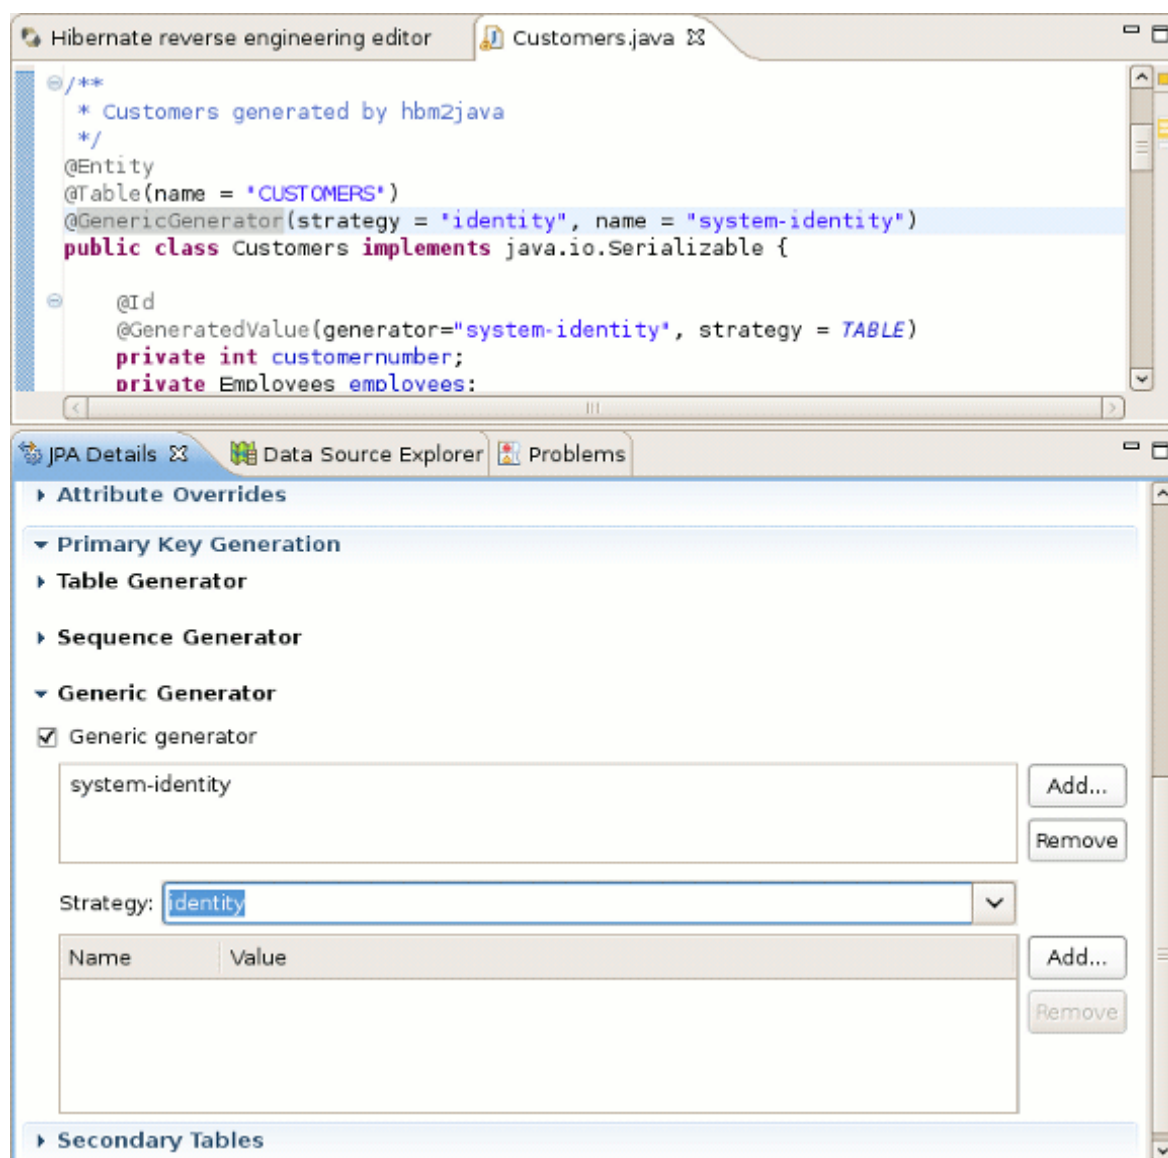 Hibernate reverse engineering editor
Customers.java
/**
* Customers generated by hbm2java
*/
@Entity
@Table(name = "CUSTOMERS")
@GenericGenerator(strategy = "identity", name = "system-identity")
public class Customers implements java.io.Serializable {
@Id
@GeneratedValue(generator="system-identity", strategy = TABLE)
private int customernumber;
private Employees employees;
JPA Details
Data Source Explorer
Problems
Attribute Overrides
Primary Key Generation
Table Generator
Sequence Generator
Generic Generator
Generic generator
system-identity
Add...
Remove
Strategy: identity
Name Value
Add...
Remove
Secondary Tables